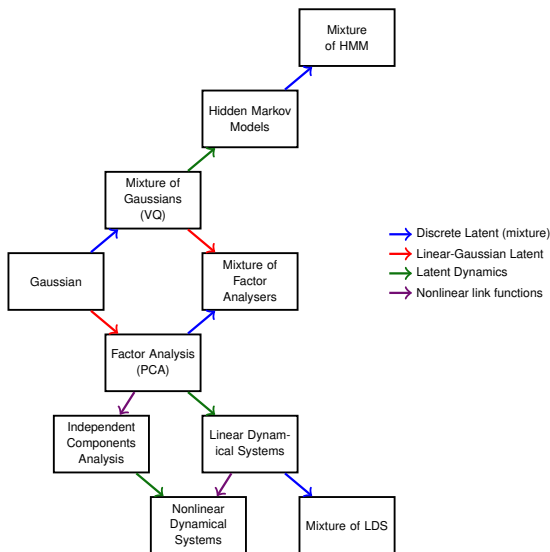 Mixture
of HMM
Hidden Markov
Models
Mixture of
Gaussians
(VQ)
Discrete Latent (mixture)
Linear-Gaussian Latent
Latent Dynamics
Nonlinear link functions
Gaussian
Mixture of
Factor
Analysers
Factor Analysis
(PCA)
Independent
Components
Analysis
Linear Dynam-
ical Systems
Nonlinear
Dynamical
Systems
Mixture of LDS